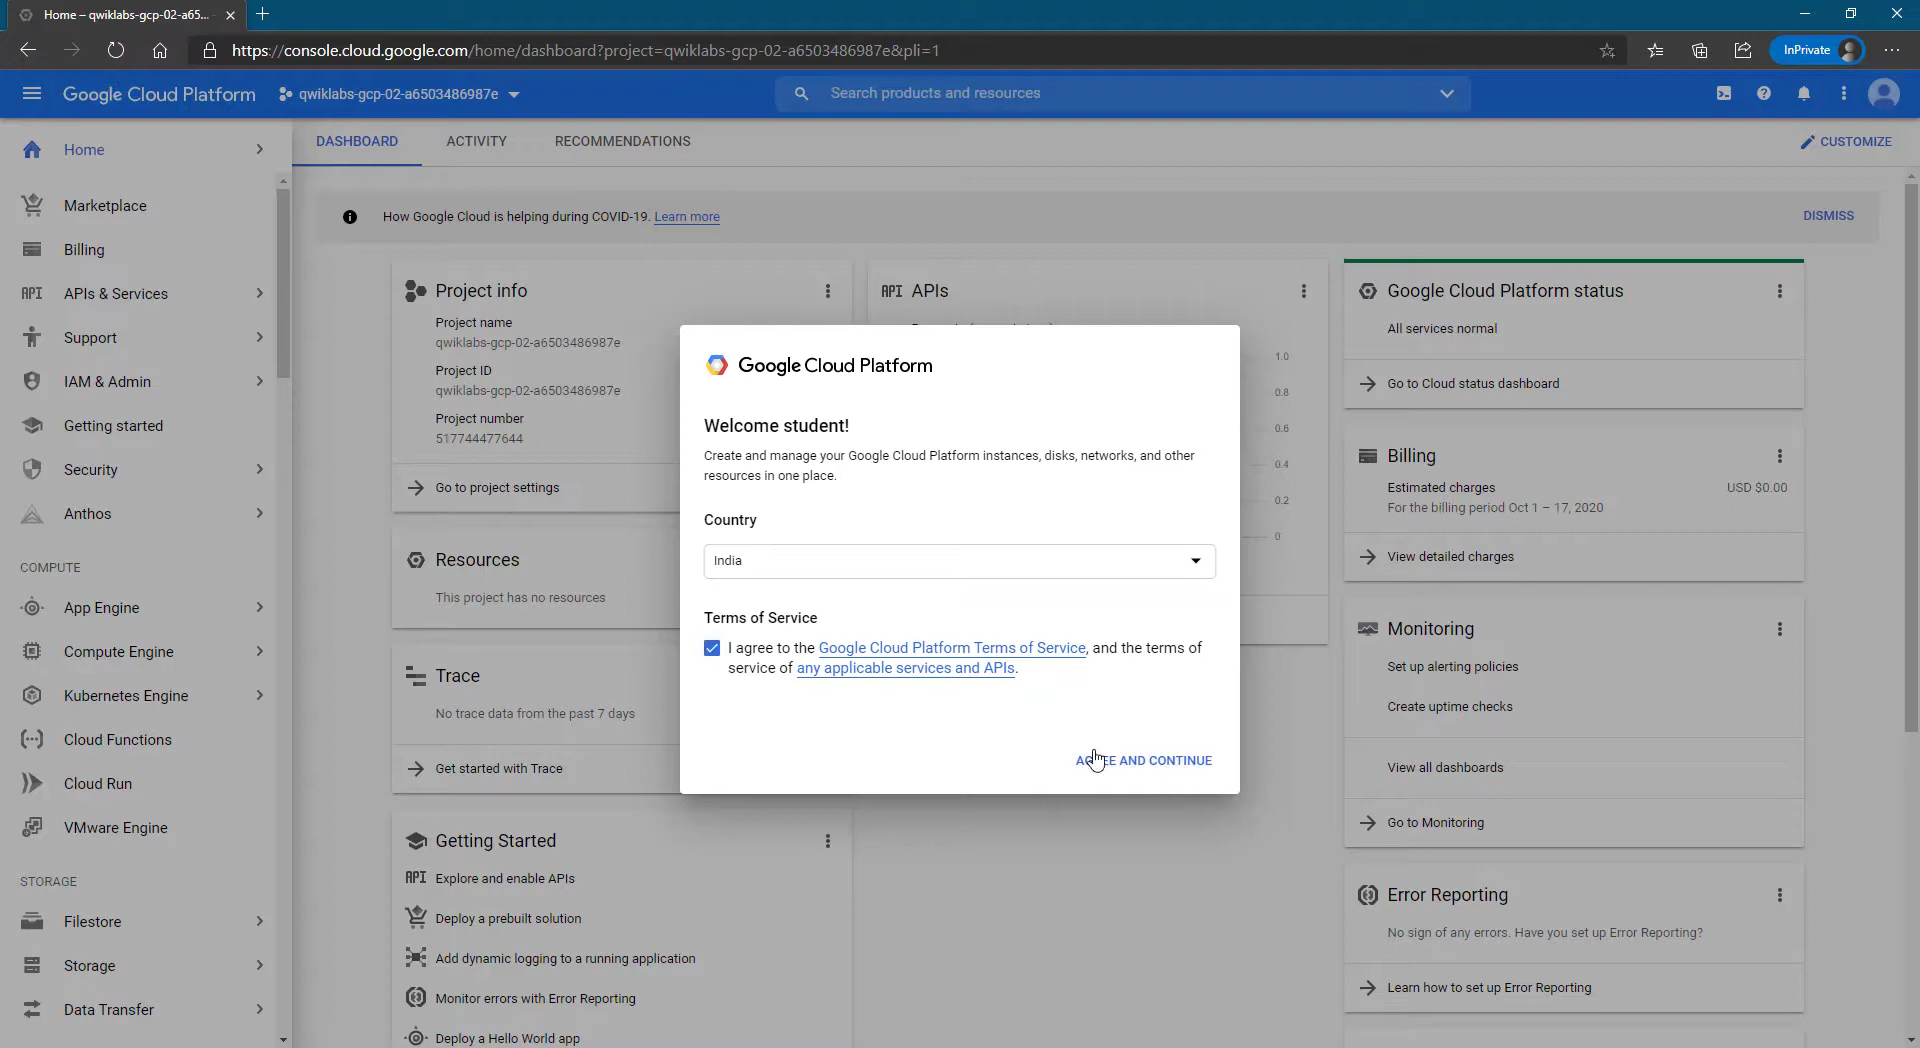 Home – qwiklabs-gcp-02-a65...
https://console.cloud.google.com/home/dashboard?project=qwiklabs-gcp-02-a6503486987e&pli=1
InPrivate
Google Cloud Platform
qwiklabs-gcp-02-a6503486987e
Search products and resources
Home
Marketplace
Billing
API
APIs & Services
Support
IAM & Admin
Getting started
Security
Anthos
COMPUTE
App Engine
Compute Engine
Kubernetes Engine
Cloud Functions
Cloud Run
VMware Engine
STORAGE
Filestore
Storage
Data Transfer
DASHBOARD
ACTIVITY
RECOMMENDATIONS
CUSTOMIZE
How Google Cloud is helping during COVID-19. Learn more
DISMISS
Project info
Project name
qwiklabs-gcp-02-a6503486987e
Project ID
qwiklabs-gcp-02-a6503486987e
Project number
517744477644
Go to project settings
Resources
This project has no resources
Trace
No trace data from the past 7 days
Get started with Trace
Getting Started
API Explore and enable APIs
Deploy a prebuilt solution
Add dynamic logging to a running application
Monitor errors with Error Reporting
Deploy a Hello World app
API APIs
1.0
0.8
0.6
0.4
0.2
0
Google Cloud Platform
Welcome student!
Create and manage your Google Cloud Platform instances, disks, networks, and other
resources in one place.
Country
India
Terms of Service
I agree to the Google Cloud Platform Terms of Service, and the terms of
service of any applicable services and APIs.
AGREE AND CONTINUE
Google Cloud Platform status
All services normal
Go to Cloud status dashboard
Billing
Estimated charges
USD $0.00
For the billing period Oct 1 – 17, 2020
View detailed charges
Monitoring
Set up alerting policies
Create uptime checks
View all dashboards
Go to Monitoring
Error Reporting
No sign of any errors. Have you set up Error Reporting?
Learn how to set up Error Reporting